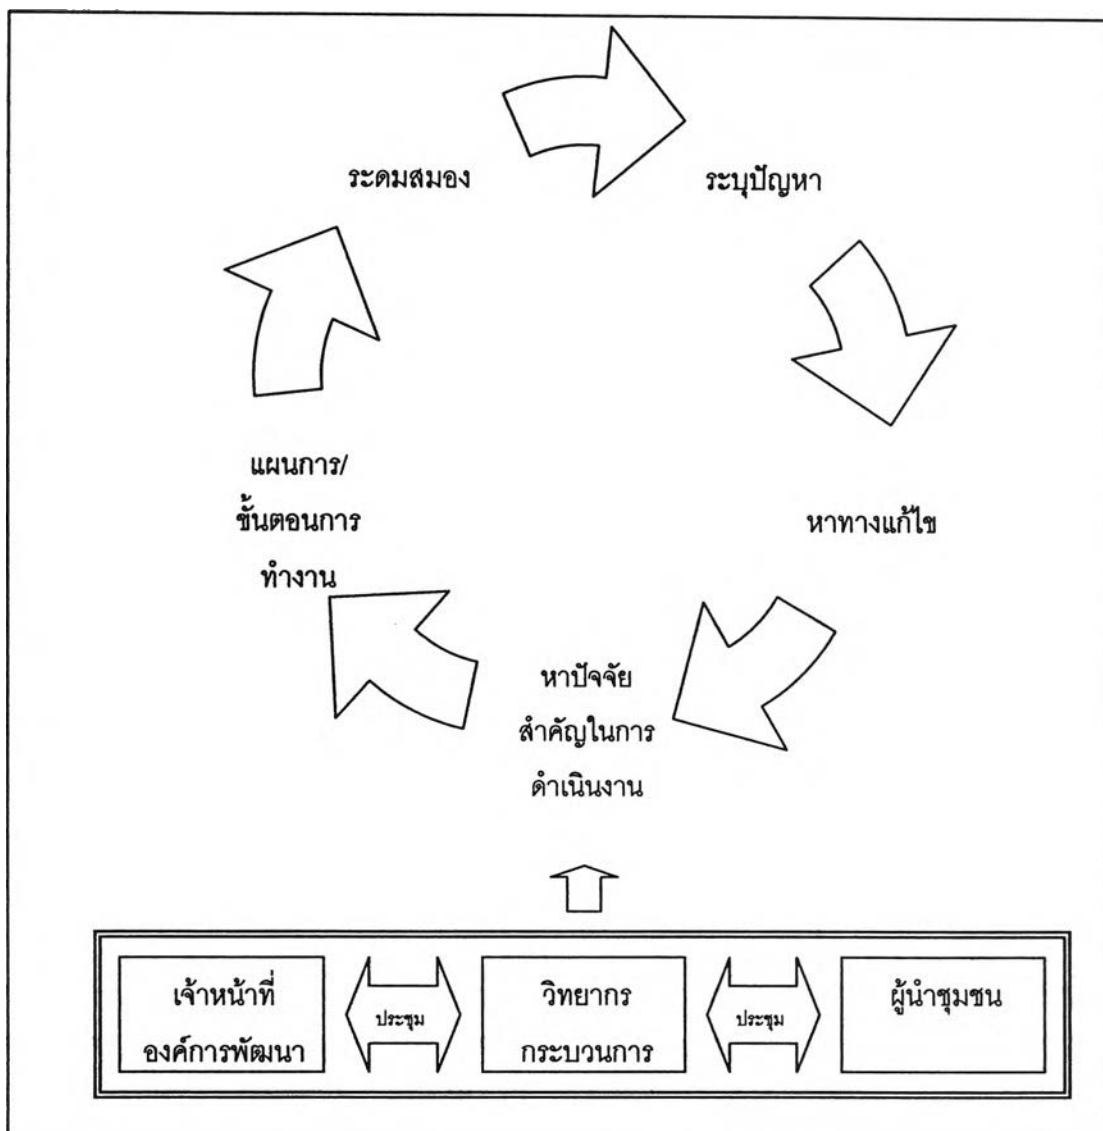 ระดมสมอง
ระบุปัญหา
หาทางแก้ไข
หาปัจจัย
สำคัญในการ
ดำเนินงาน
แผนการ/
ขั้นตอนการ
ทำงาน
เจ้าหน้าที่
องค์การพัฒนา
ประชุม
วิทยากร
กระบวนการ
ประชุม
ผู้นำชุมชน